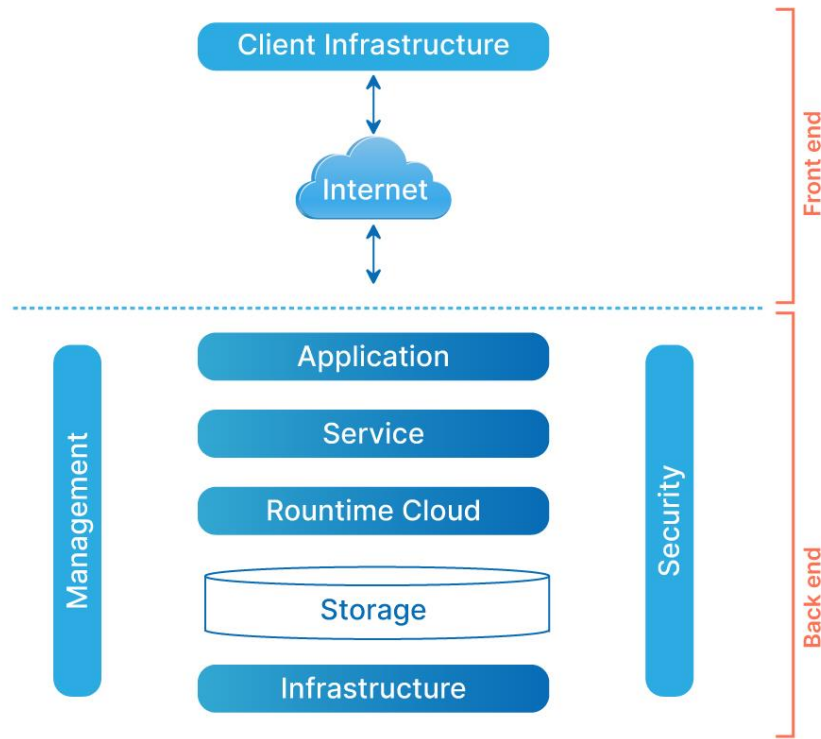 Client Infrastructure
Internet
Front end
Application
Service
Rountime Cloud
Storage
Infrastructure
Management
Security
Back end